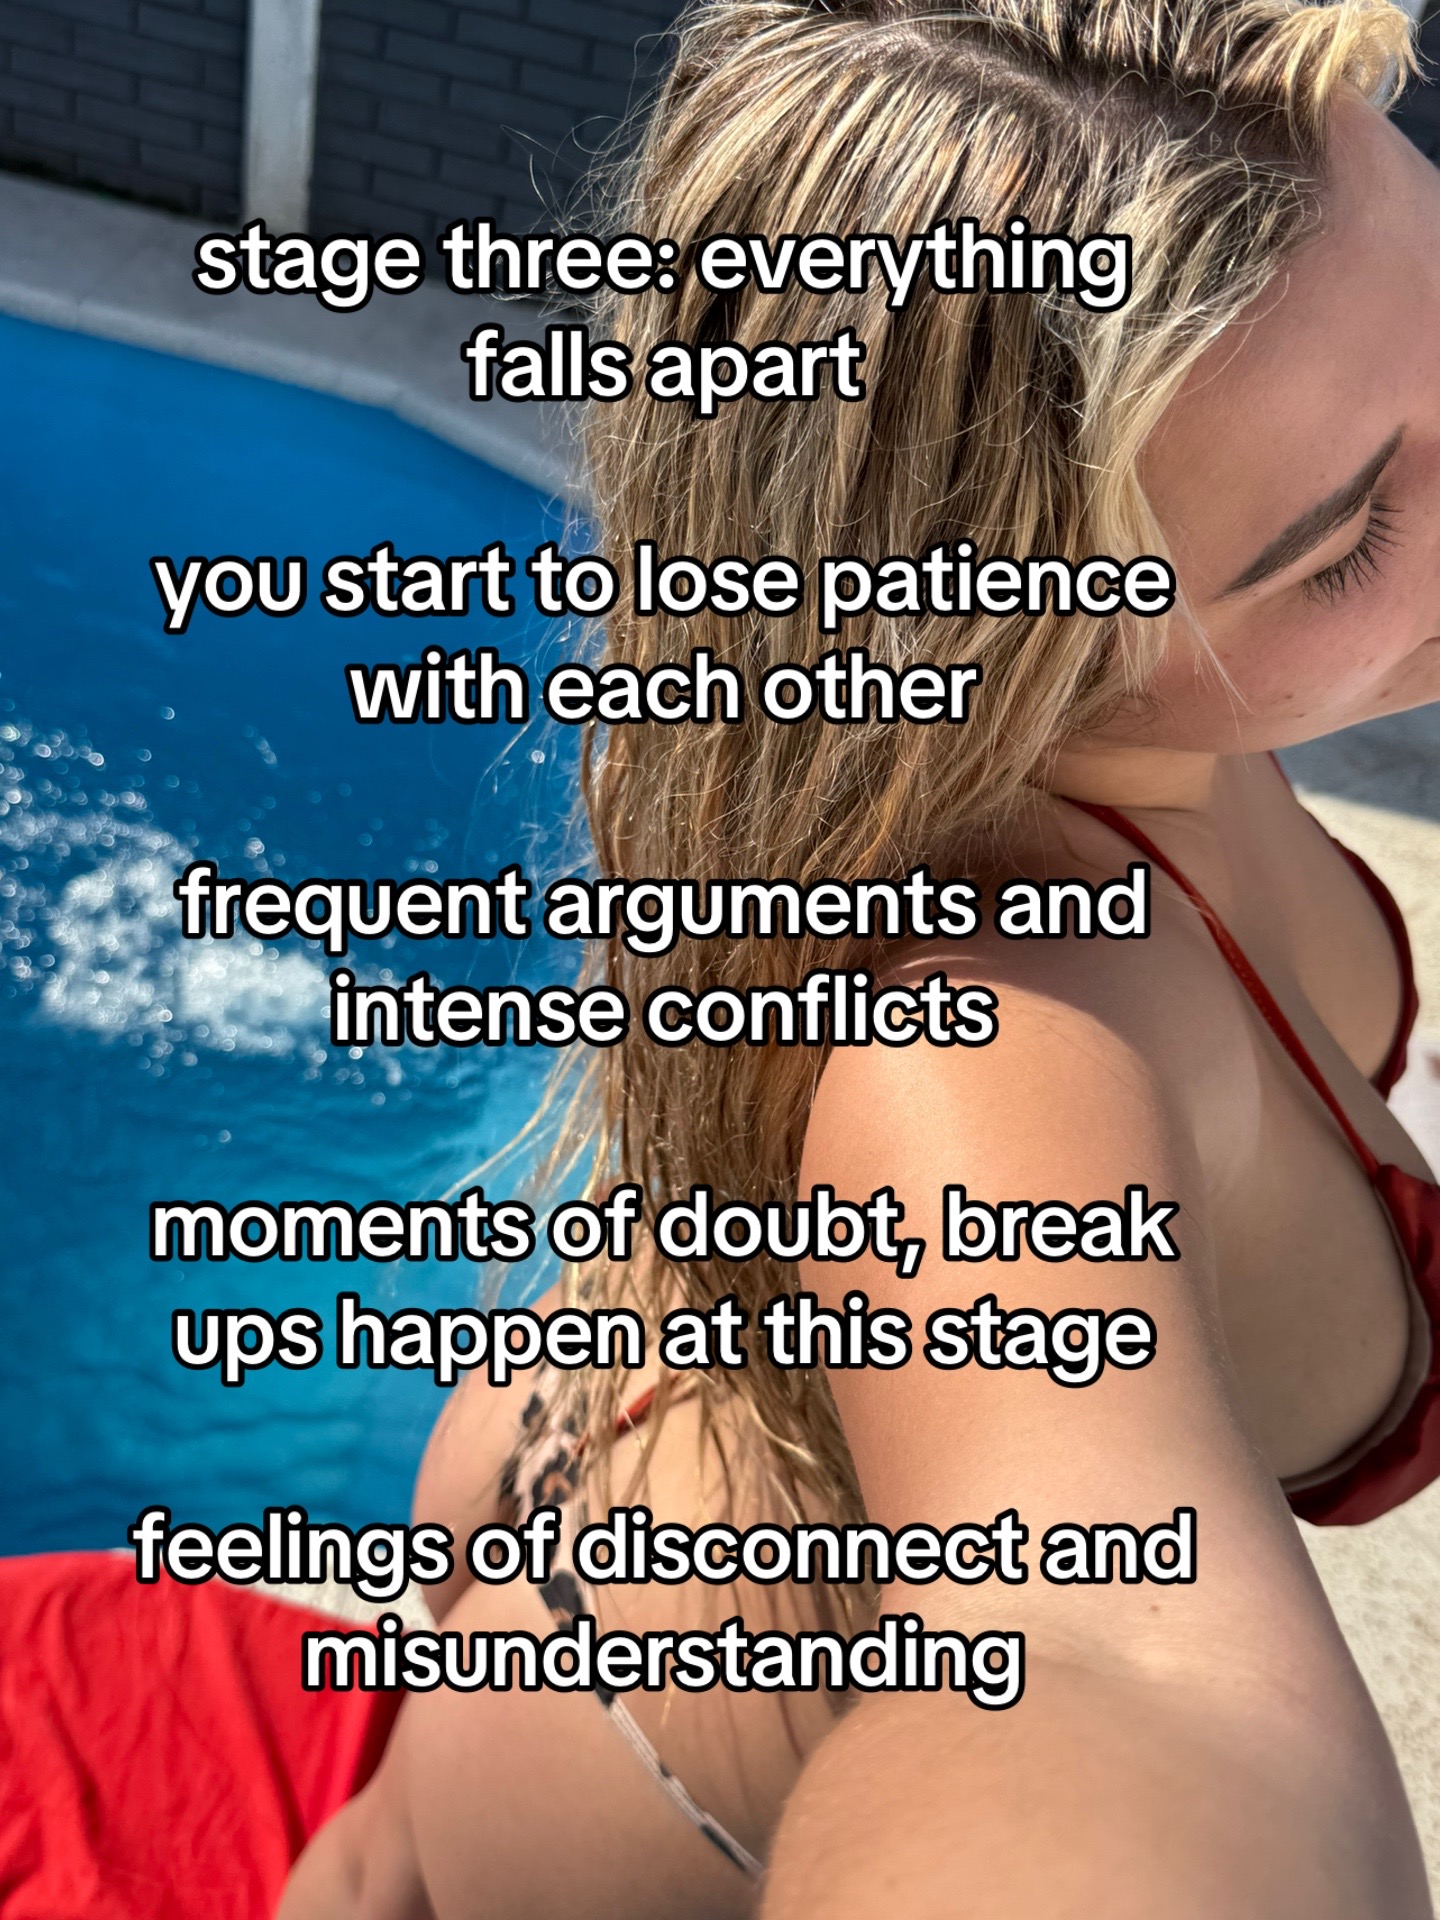 stage three: everything
falls apart
you start to lose patience
with each other
frequent arguments and
intense conflicts
moments of doubt, break
ups happen at this stage
feelings of disconnect and
misunderstanding